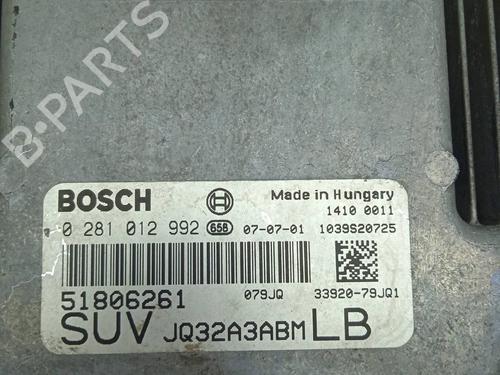 B-PARTS
BOSCH Made in Hungary
1410 0011
0 281 012 992 658 07-07-01 1039S20725
51806261 079JQ 33920-79JQ1
SUV JQ32A3ABM LB